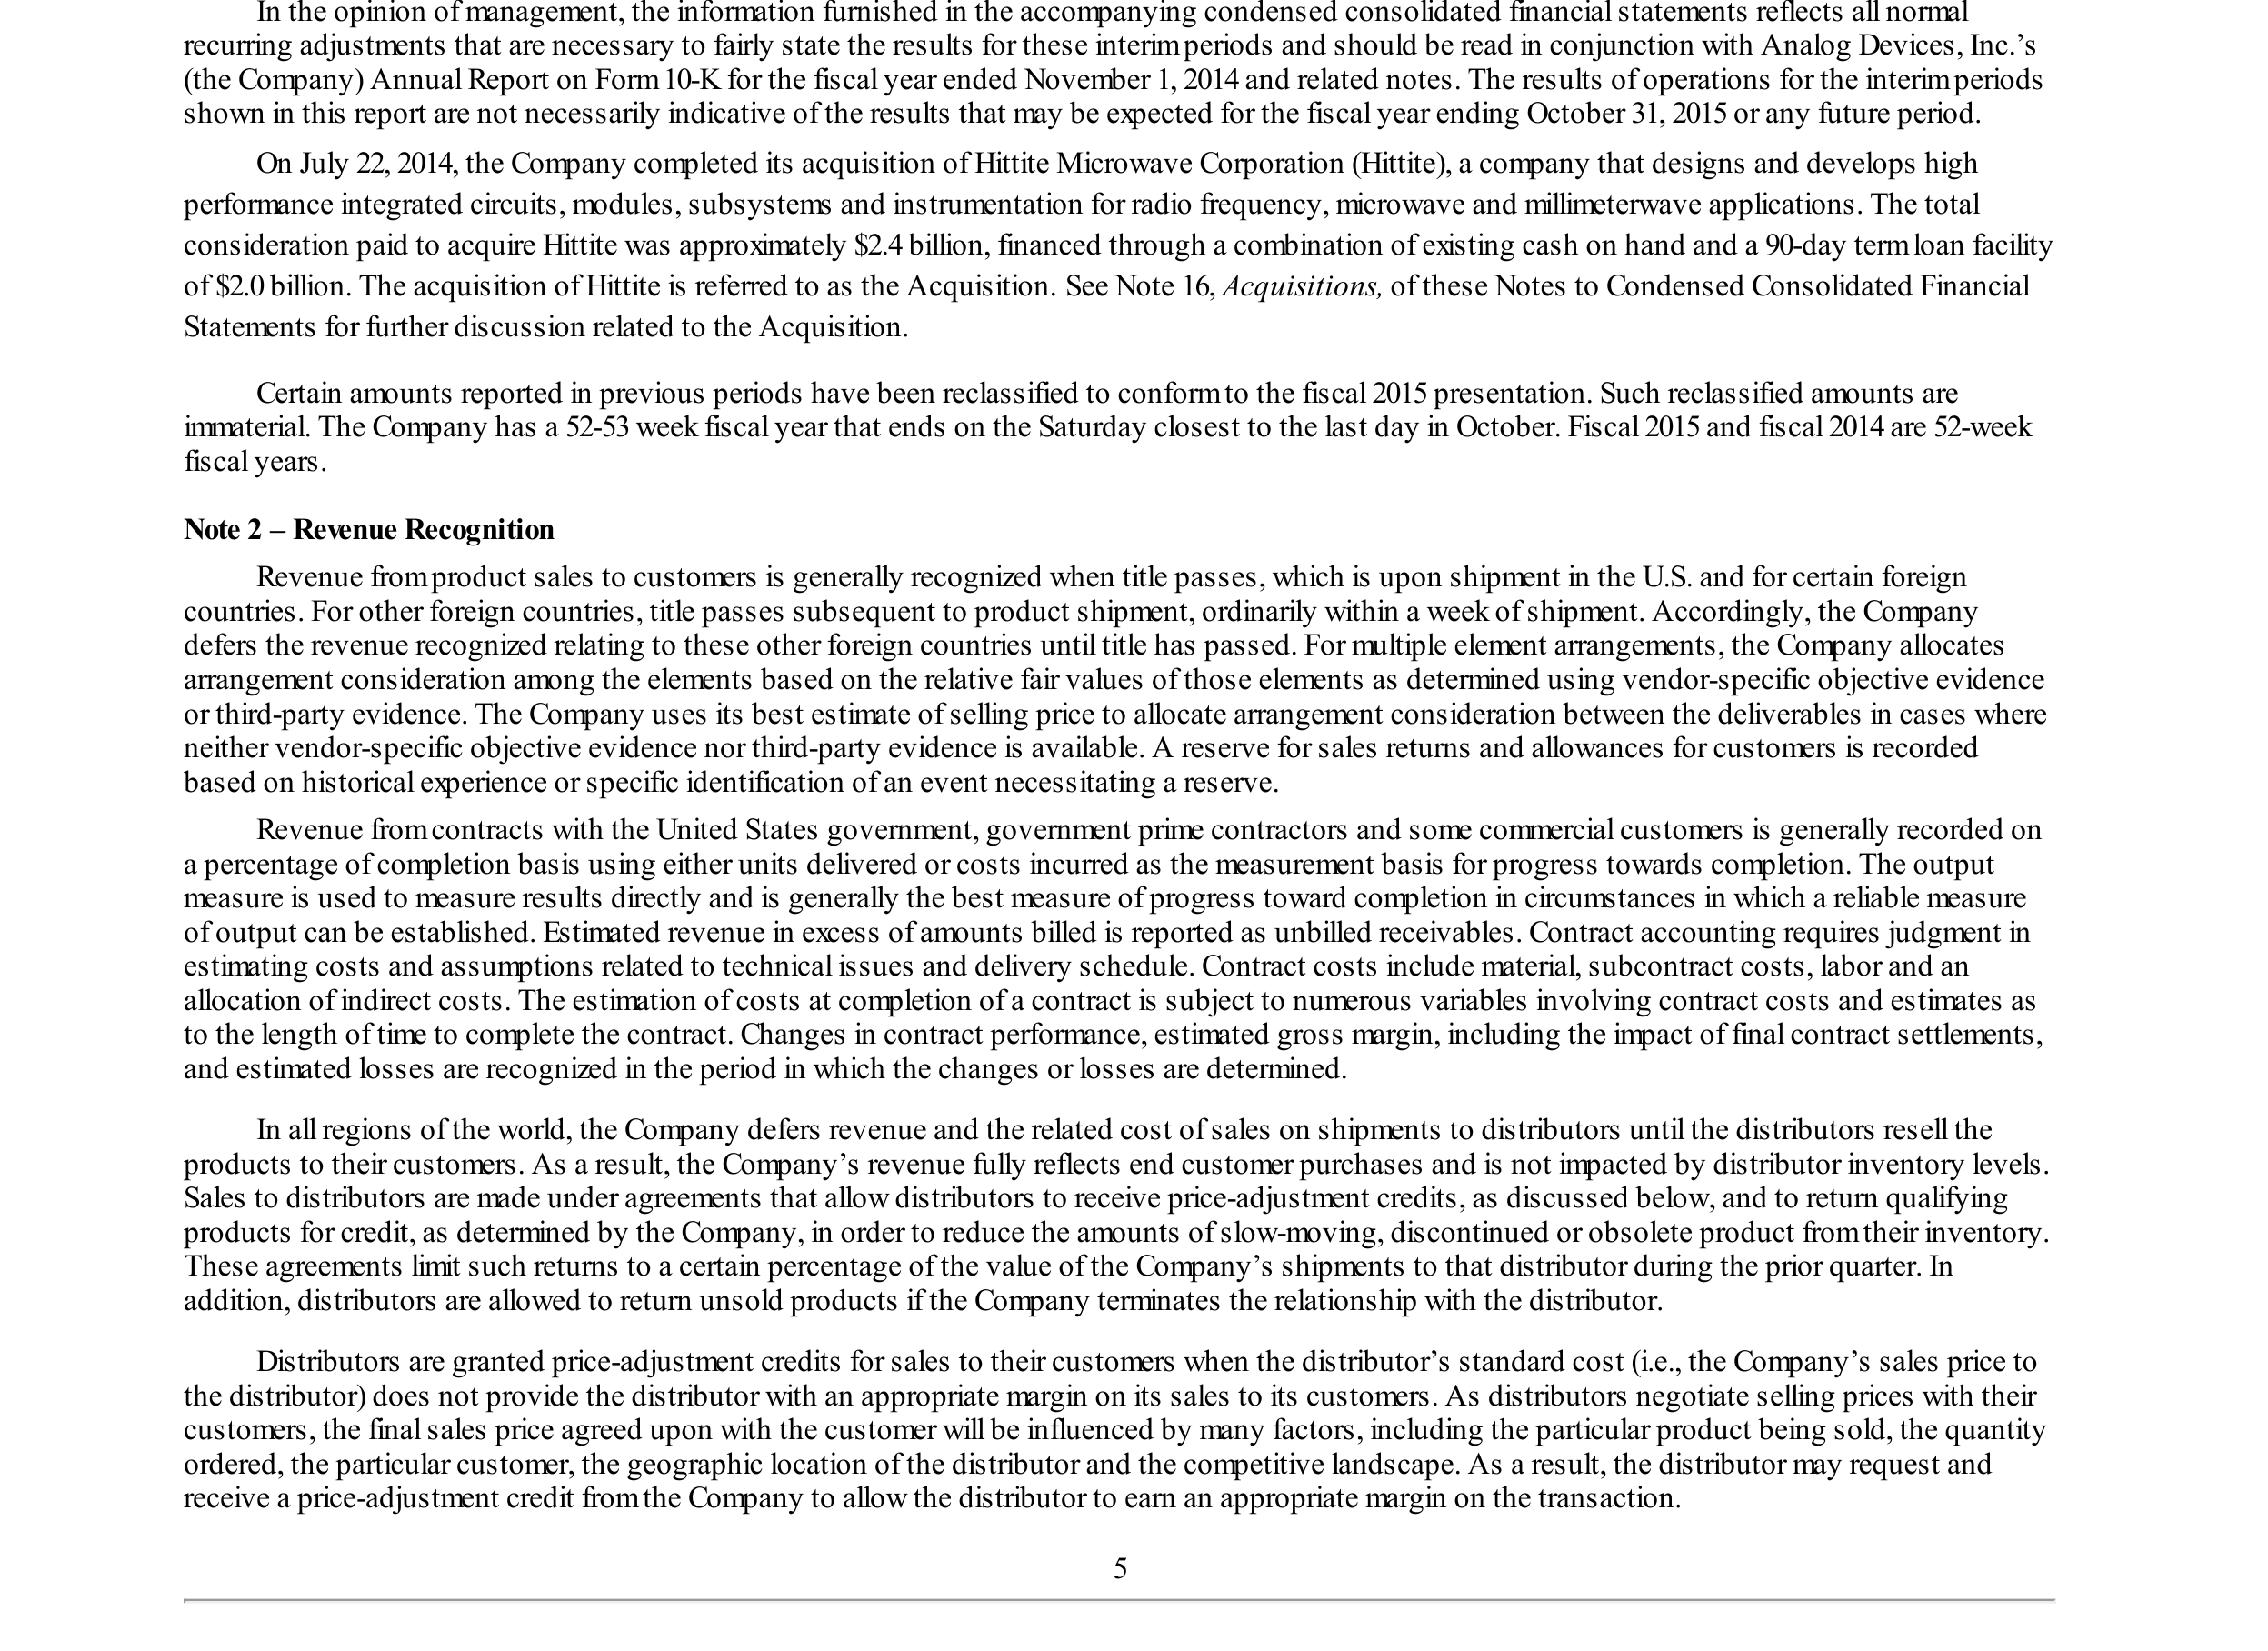 In the opinion of management, the information furnished in the accompanying condensed consolidated financial statements reflects all normal
recurring adjustments that are necessary to fairly state the results for these interim periods and should be read in conjunction with Analog Devices, Inc.’s
(the Company) Annual Report on Form 10-K for the fiscal year ended November 1, 2014 and related notes. The results of operations for the interim periods
shown in this report are not necessarily indicative of the results that may be expected for the fiscal year ending October 31, 2015 or any future period.
On July 22, 2014, the Company completed its acquisition of Hittite Microwave Corporation (Hittite), a company that designs and develops high
performance integrated circuits, modules, subsystems and instrumentation for radio frequency, microwave and millimeterwave applications. The total
consideration paid to acquire Hittite was approximately $2.4 billion, financed through a combination of existing cash on hand and a 90-day term loan facility
of $2.0 billion. The acquisition of Hittite is referred to as the Acquisition. See Note 16, Acquisitions, of these Notes to Condensed Consolidated Financial
Statements for further discussion related to the Acquisition.
Certain amounts reported in previous periods have been reclassified to conform to the fiscal 2015 presentation. Such reclassified amounts are
immaterial. The Company has a 52-53 week fiscal year that ends on the Saturday closest to the last day in October. Fiscal 2015 and fiscal 2014 are 52-week
fiscal years.
Note 2 – Revenue Recognition
Revenue from product sales to customers is generally recognized when title passes, which is upon shipment in the U.S. and for certain foreign
countries. For other foreign countries, title passes subsequent to product shipment, ordinarily within a week of shipment. Accordingly, the Company
defers the revenue recognized relating to these other foreign countries until title has passed. For multiple element arrangements, the Company allocates
arrangement consideration among the elements based on the relative fair values of those elements as determined using vendor-specific objective evidence
or third-party evidence. The Company uses its best estimate of selling price to allocate arrangement consideration between the deliverables in cases where
neither vendor-specific objective evidence nor third-party evidence is available. A reserve for sales returns and allowances for customers is recorded
based on historical experience or specific identification of an event necessitating a reserve.
Revenue from contracts with the United States government, government prime contractors and some commercial customers is generally recorded on
a percentage of completion basis using either units delivered or costs incurred as the measurement basis for progress towards completion. The output
measure is used to measure results directly and is generally the best measure of progress toward completion in circumstances in which a reliable measure
of output can be established. Estimated revenue in excess of amounts billed is reported as unbilled receivables. Contract accounting requires judgment in
estimating costs and assumptions related to technical issues and delivery schedule. Contract costs include material, subcontract costs, labor and an
allocation of indirect costs. The estimation of costs at completion of a contract is subject to numerous variables involving contract costs and estimates as
to the length of time to complete the contract. Changes in contract performance, estimated gross margin, including the impact of final contract settlements,
and estimated losses are recognized in the period in which the changes or losses are determined.
In all regions of the world, the Company defers revenue and the related cost of sales on shipments to distributors until the distributors resell the
products to their customers. As a result, the Company’s revenue fully reflects end customer purchases and is not impacted by distributor inventory levels.
Sales to distributors are made under agreements that allow distributors to receive price-adjustment credits, as discussed below, and to return qualifying
products for credit, as determined by the Company, in order to reduce the amounts of slow-moving, discontinued or obsolete product from their inventory.
These agreements limit such returns to a certain percentage of the value of the Company’s shipments to that distributor during the prior quarter. In
addition, distributors are allowed to return unsold products if the Company terminates the relationship with the distributor.
Distributors are granted price-adjustment credits for sales to their customers when the distributor’s standard cost (i.e., the Company’s sales price to
the distributor) does not provide the distributor with an appropriate margin on its sales to its customers. As distributors negotiate selling prices with their
customers, the final sales price agreed upon with the customer will be influenced by many factors, including the particular product being sold, the quantity
ordered, the particular customer, the geographic location of the distributor and the competitive landscape. As a result, the distributor may request and
receive a price-adjustment credit from the Company to allow the distributor to earn an appropriate margin on the transaction.
5